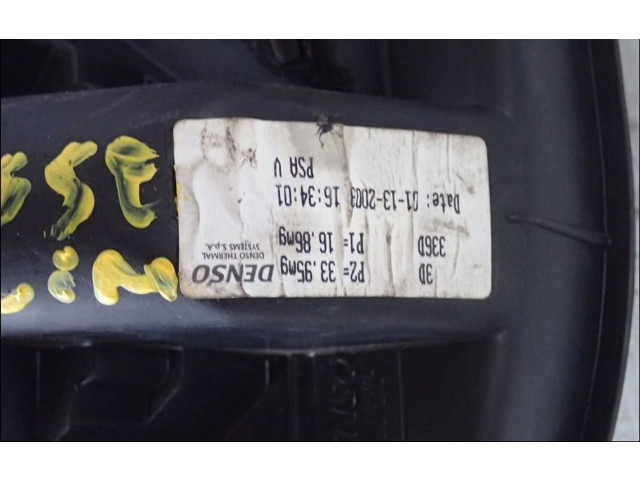 3D
336D
P2= 33.95mg
P1= 16.86mg
DENSO
DENSO THERMAL
SYSTEMS S.p.A.
Date: 01-13-2003 16:34:01
PSA V